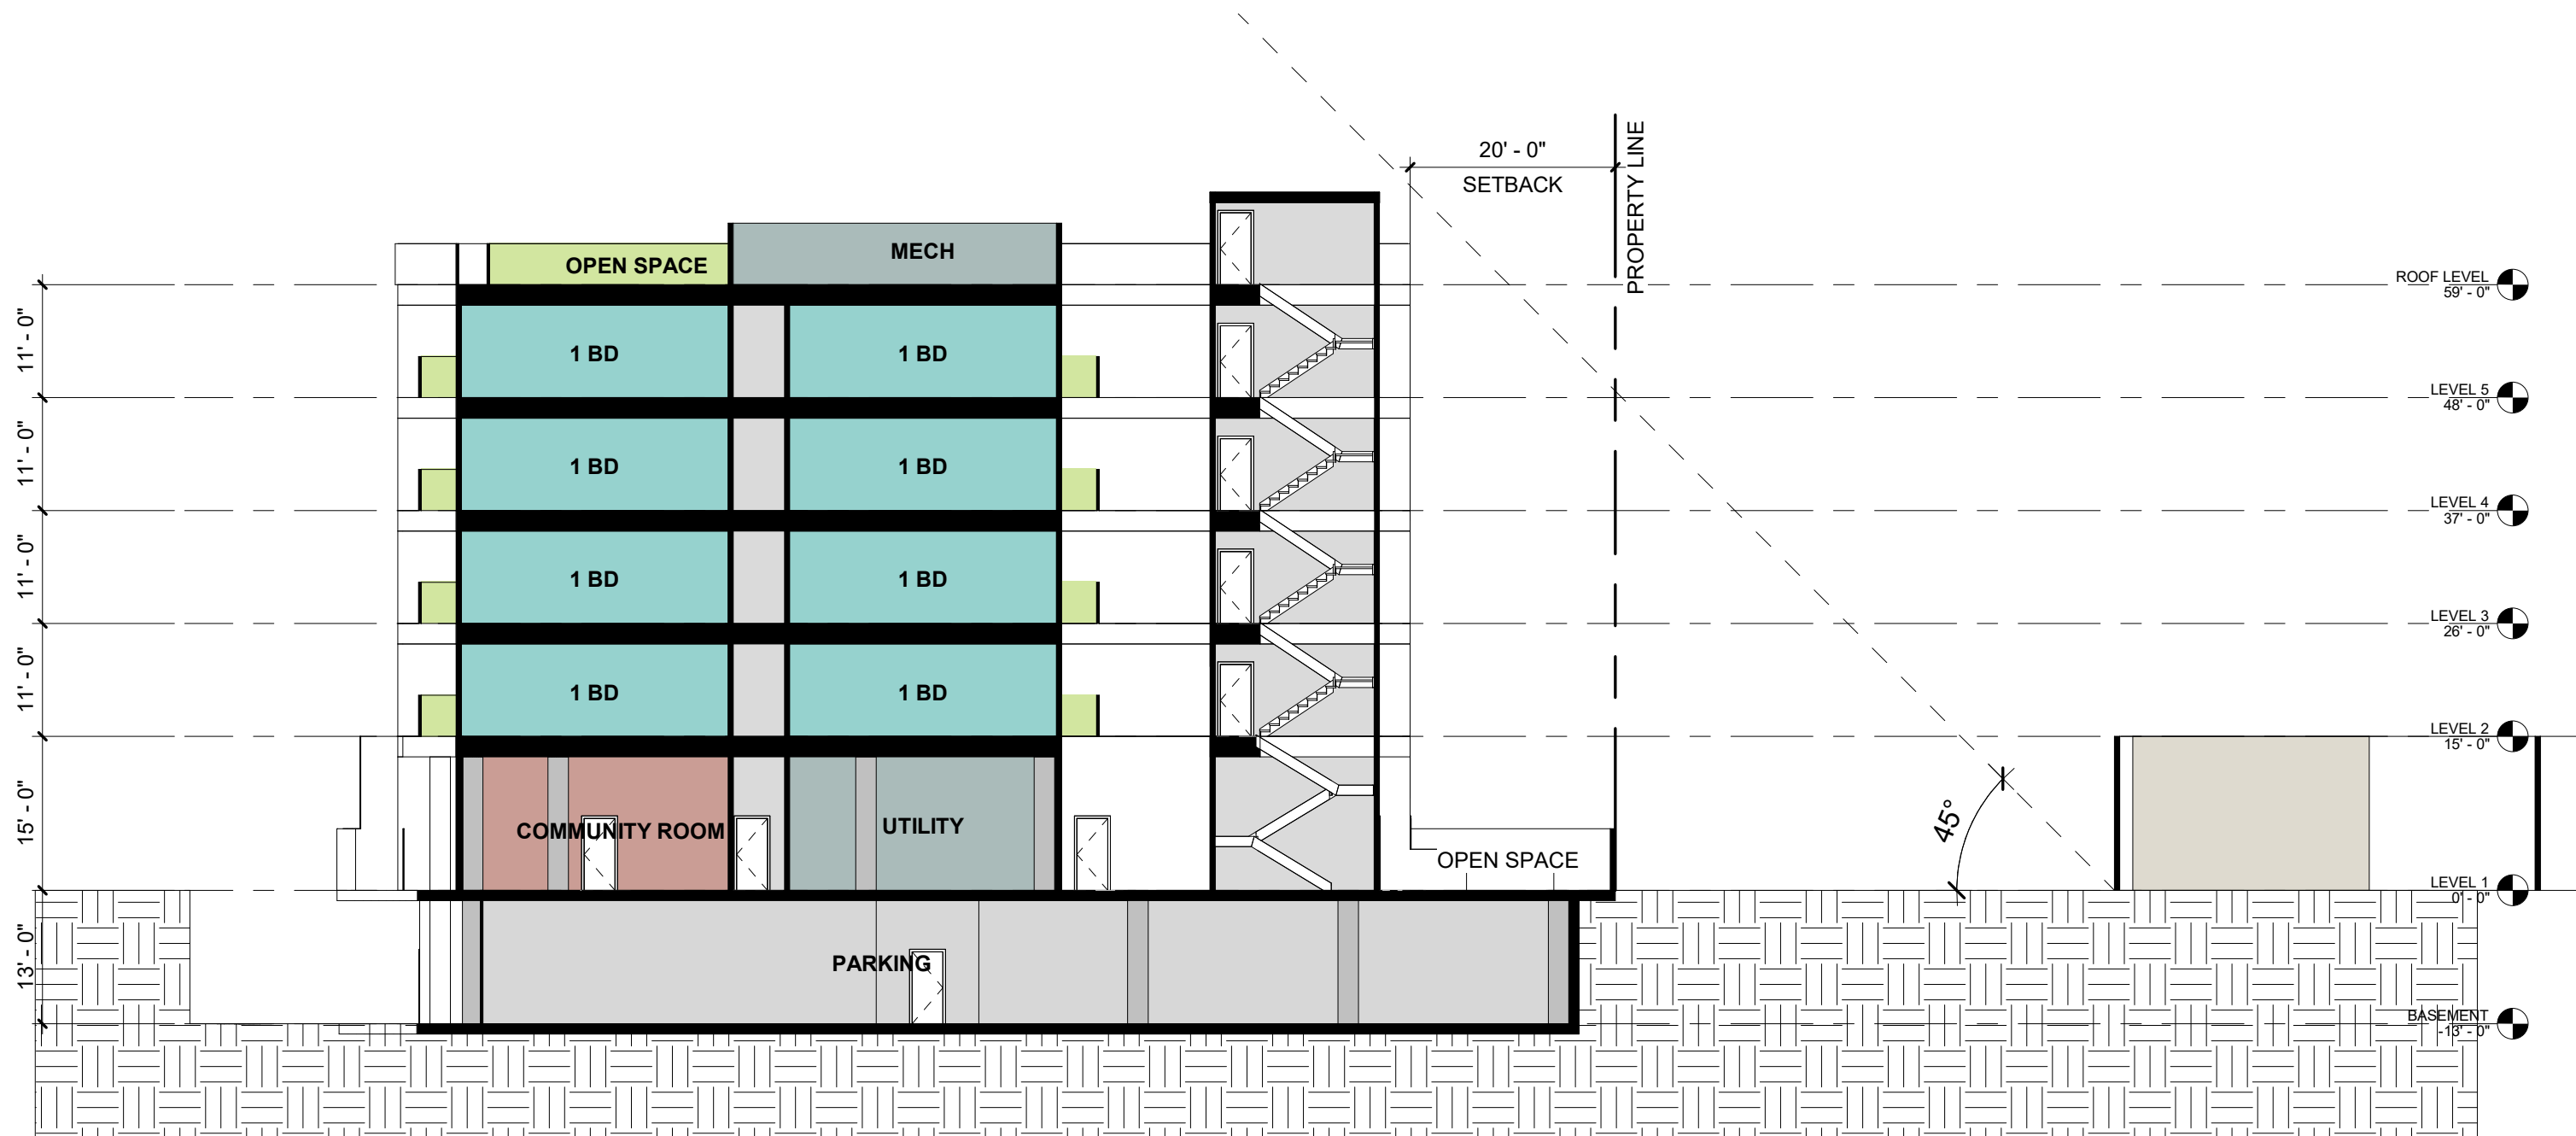 20' - 0"
SETBACK
PROPERTY LINE
MECH
OPEN SPACE
ROOF LEVEL
59' - 0"
11' - 0"
1 BD
1 BD
LEVEL 5
48' - 0"
11' - 0"
1 BD
1 BD
LEVEL 4
37' - 0"
11' - 0"
1 BD
1 BD
LEVEL 3
26' - 0"
11' - 0"
1 BD
1 BD
LEVEL 2
15' - 0"
15' - 0"
COMMUNITY ROOM
UTILITY
45°
OPEN SPACE
LEVEL 1
0' - 0"
13' - 0"
PARKING
BASEMENT
-13' - 0"